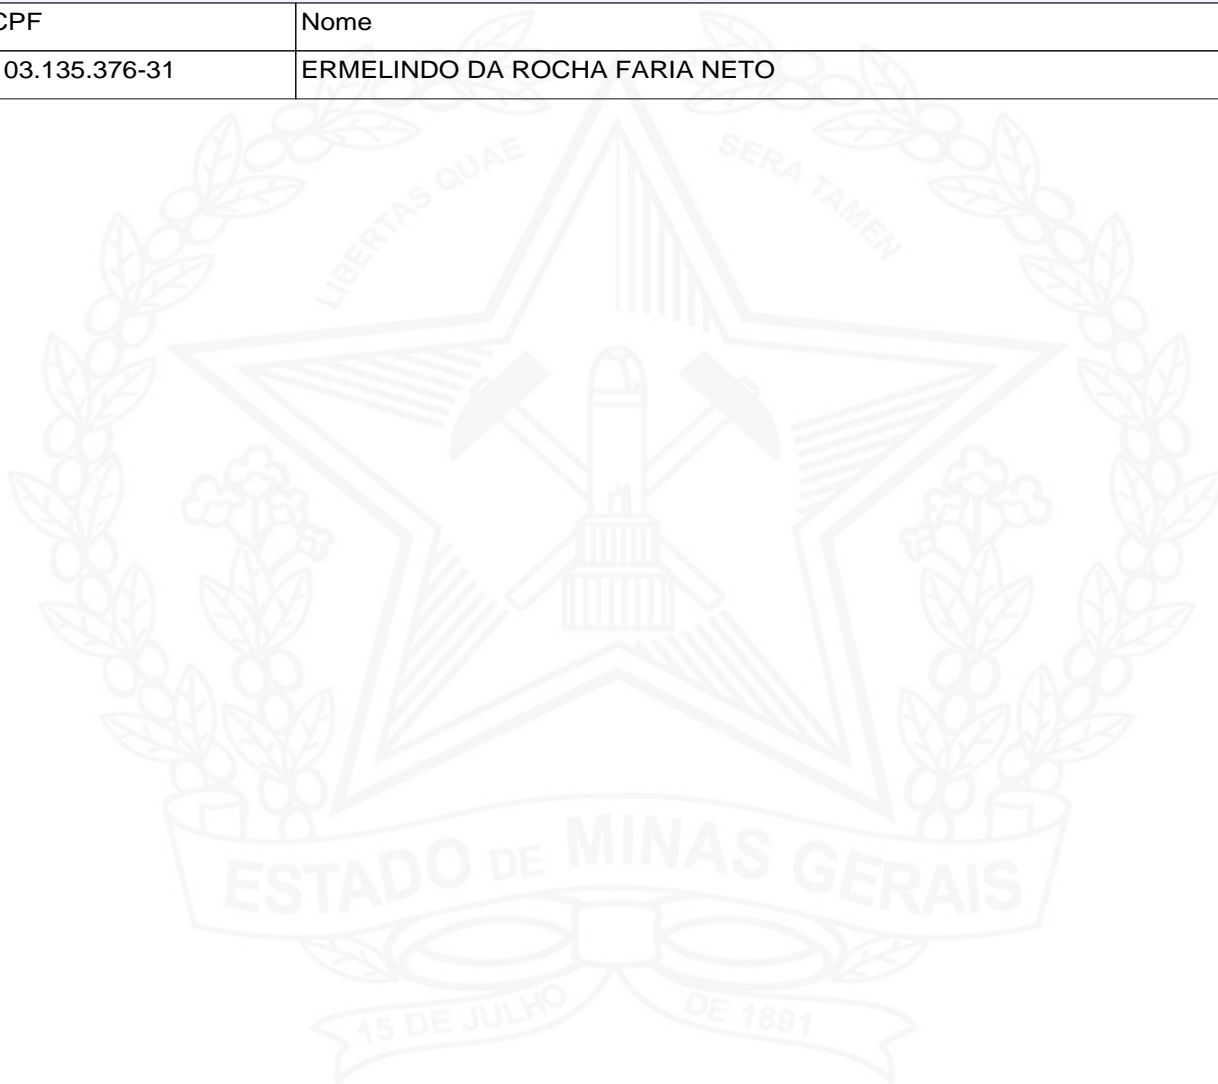 CPF Nome
03.135.376-31 ERMELINDO DA ROCHA FARIA NETO
LIBERTAS QUAE SERA TAMEN
ESTADO DE MINAS GERAIS
15 DE JULHO DE 1891